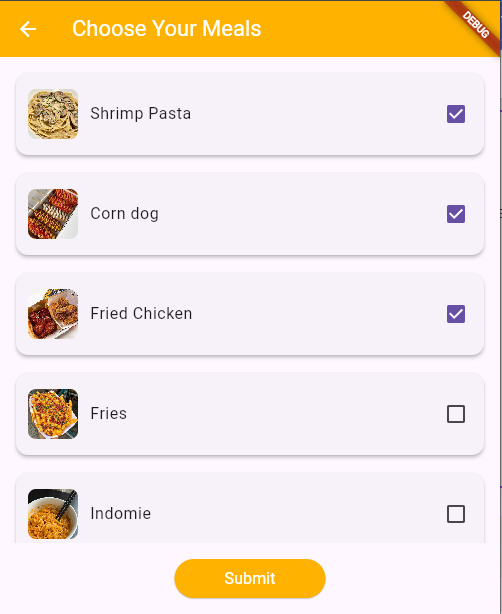 Choose Your Meals
DEBUG
Shrimp Pasta
Corn dog
Fried Chicken
Fries
Indomie
Submit